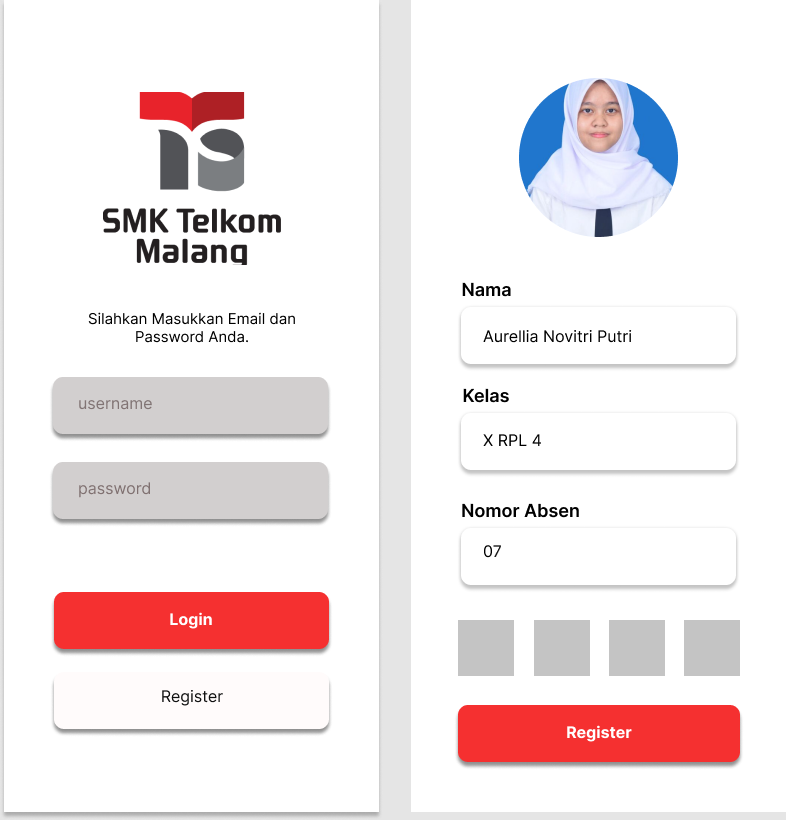 SMK Telkom
Malang
Silahkan Masukkan Email dan
Password Anda.
username
password
Login
Register
Nama
Aurellia Novitri Putri
Kelas
X RPL 4
Nomor Absen
07
Register